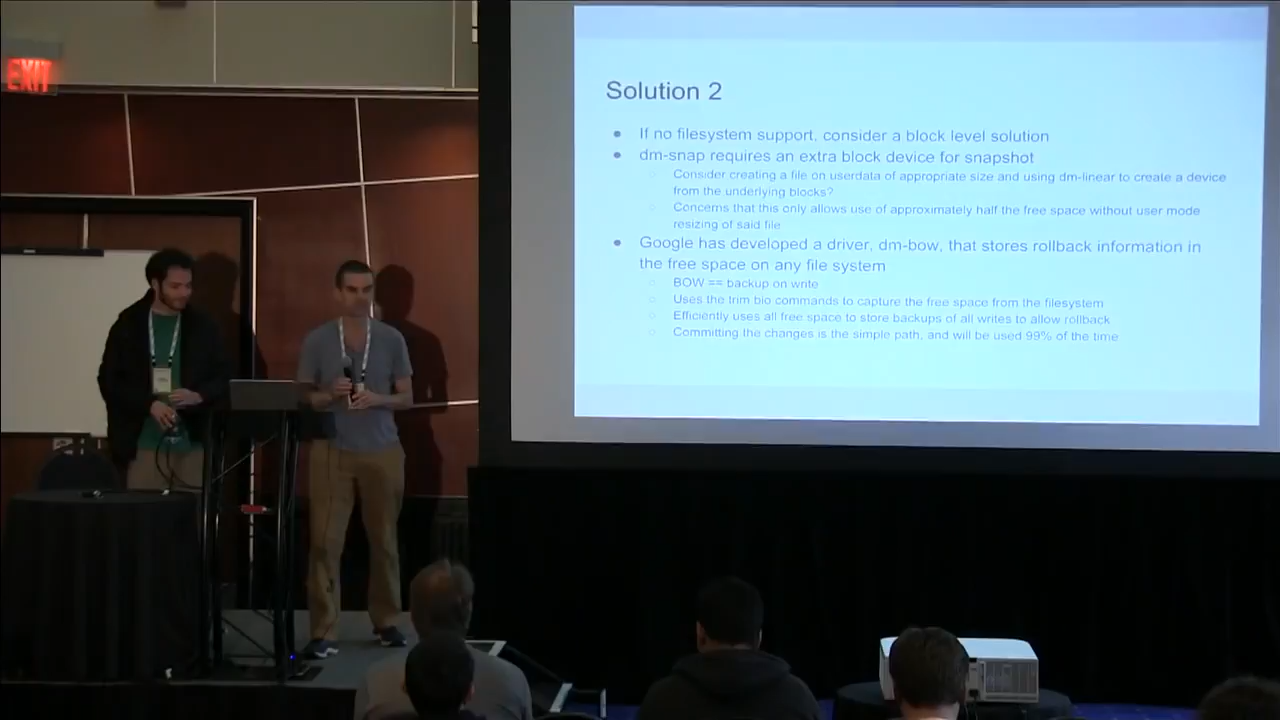 EXIT
Solution 2
If no filesystem support, consider a block level solution
dm-snap requires an extra block device for snapshot
Consider creating a file on userdata of appropriate size and using dm-linear to create a device
from the underlying blocks?
Concerns that this only allows use of approximately half the free space without user mode
resizing of said file
Google has developed a driver, dm-bow, that stores rollback information in
the free space on any file system
BOW == backup on write
Uses the trim bio commands to capture the free space from the filesystem
Efficiently uses all free space to store backups of all writes to allow rollback
Committing the changes is the simple path, and will be used 99% of the time